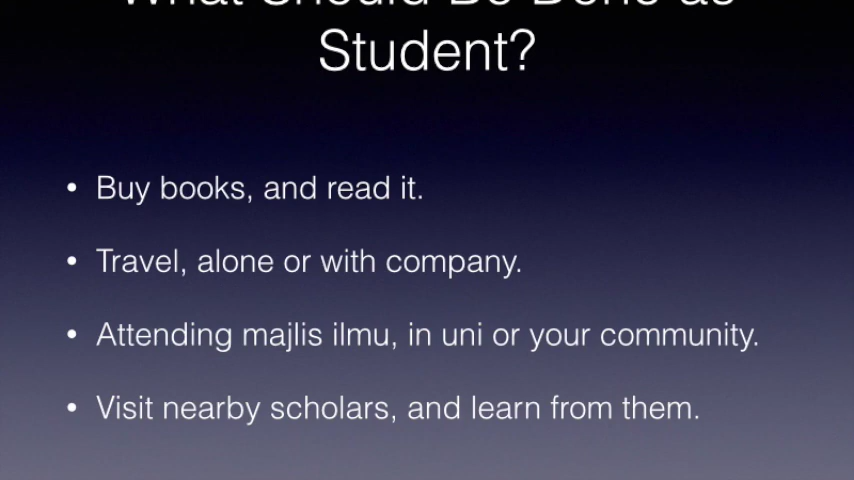 What Should Be Done as
Student?
• Buy books, and read it.
• Travel, alone or with company.
• Attending majlis ilmu, in uni or your community.
• Visit nearby scholars, and learn from them.